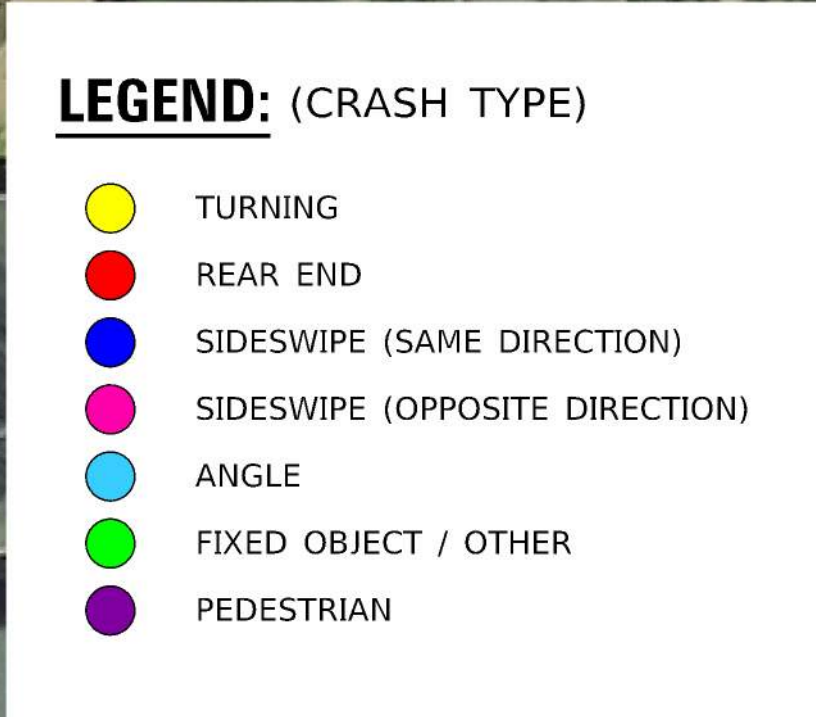 LEGEND: (CRASH TYPE)
TURNING
REAR END
SIDESWIPE (SAME DIRECTION)
SIDESWIPE (OPPOSITE DIRECTION)
ANGLE
FIXED OBJECT / OTHER
PEDESTRIAN